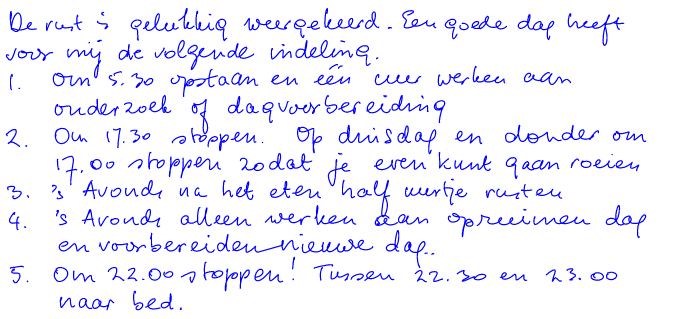 De rust is gelukkig weergekeerd. Een goede dag heeft
voor mij de volgende indeling.
1. Om 5.30 opstaan en één uur werken aan
onderzoek of dagvoorbereiding
2. Om 17.30 stoppen. Op dinsdag en donder om
17.00 stoppen zodat je even kunt gaan roeien
3. 's Avonds na het eten half uurtje rusten
4. 's Avonds alleen werken aan opruimen dag
en voorbereiden nieuwe dag..
5. Om 22.00 stoppen! Tussen 22.30 en 23.00
naar bed.